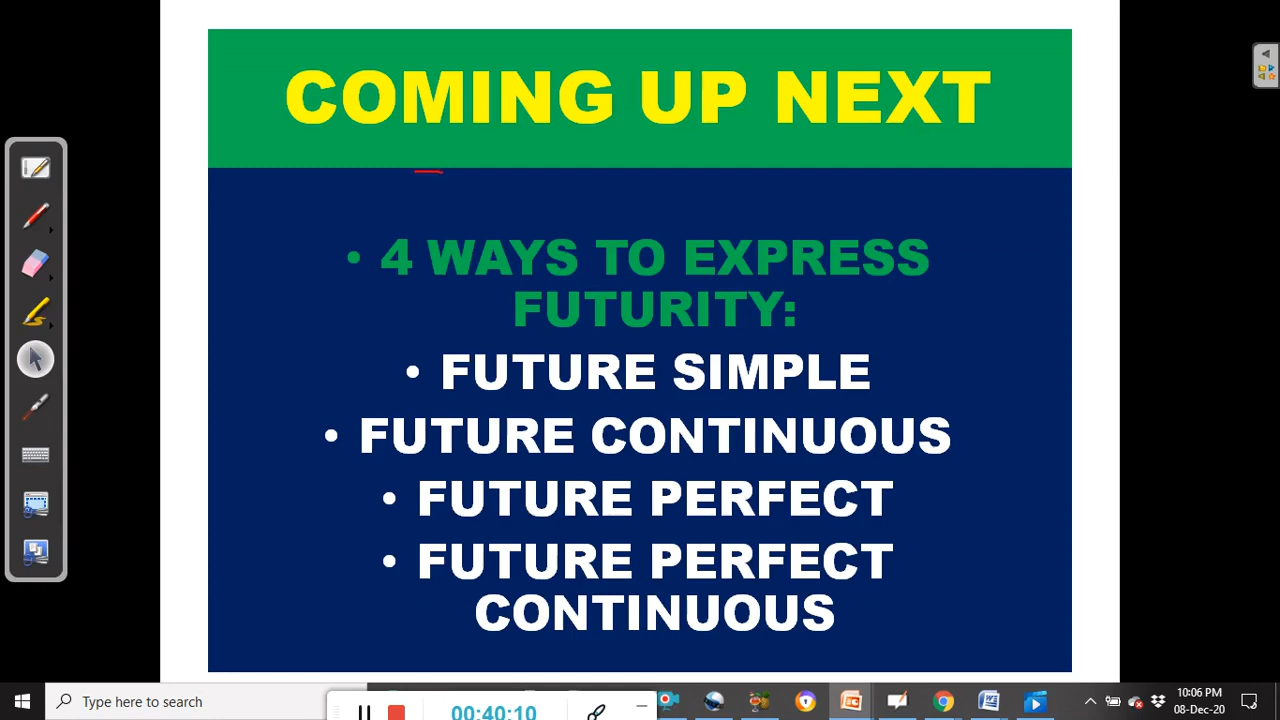 COMING UP NEXT
• 4 WAYS TO EXPRESS
FUTURITY:
• FUTURE SIMPLE
• FUTURE CONTINUOUS
• FUTURE PERFECT
• FUTURE PERFECT
CONTINUOUS
Type here to search
00:40:10
10:06 PM
08-Dec-20